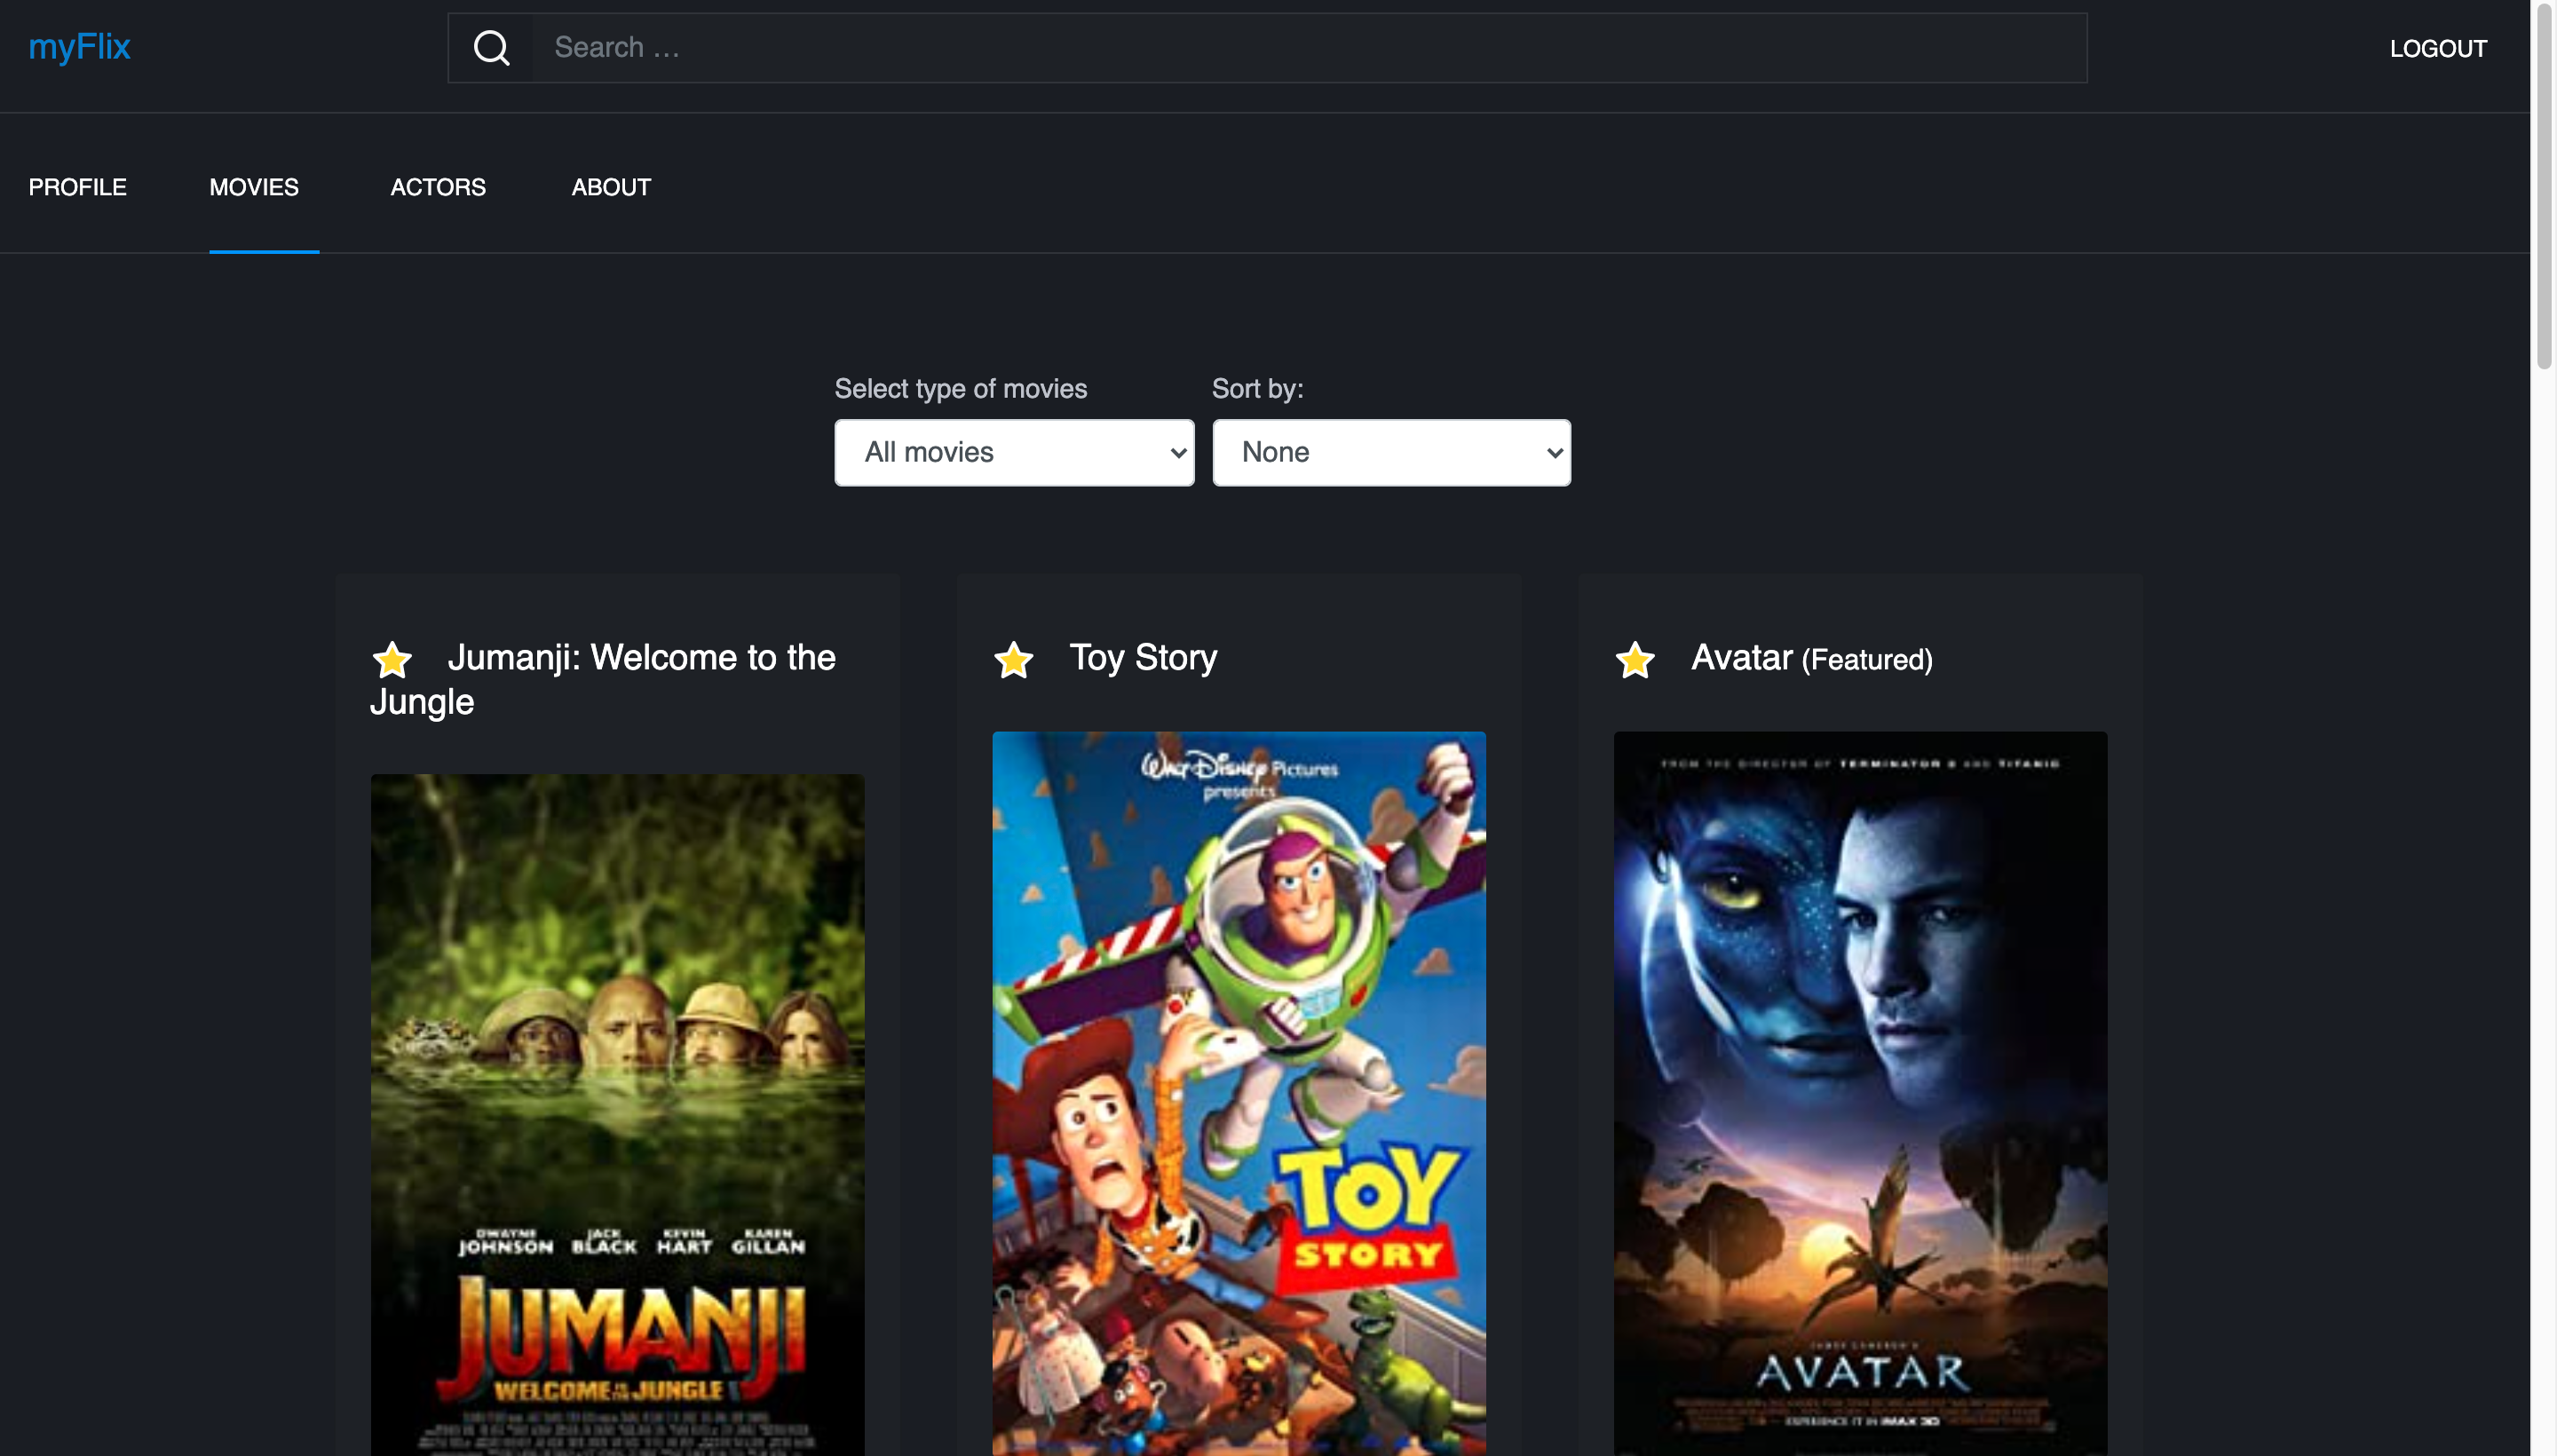 myFlix
Search ...
LOGOUT
PROFILE
MOVIES
ACTORS
ABOUT
Select type of movies
Sort by:
All movies
None
Jumanji: Welcome to the
Jungle
DWAYNE JOHNSON
JACK BLACK
KEVIN HART
KAREN GILLAN
JUMANJI
WELCOME TO THE JUNGLE
Toy Story
WALT DISNEY Pictures
presents
TOY
STORY
Avatar (Featured)
FROM THE DIRECTOR OF TERMINATOR 2 AND TITANIC
JAMES CAMERON'S
AVATAR
EXPERIENCE IT IN IMAX 3D